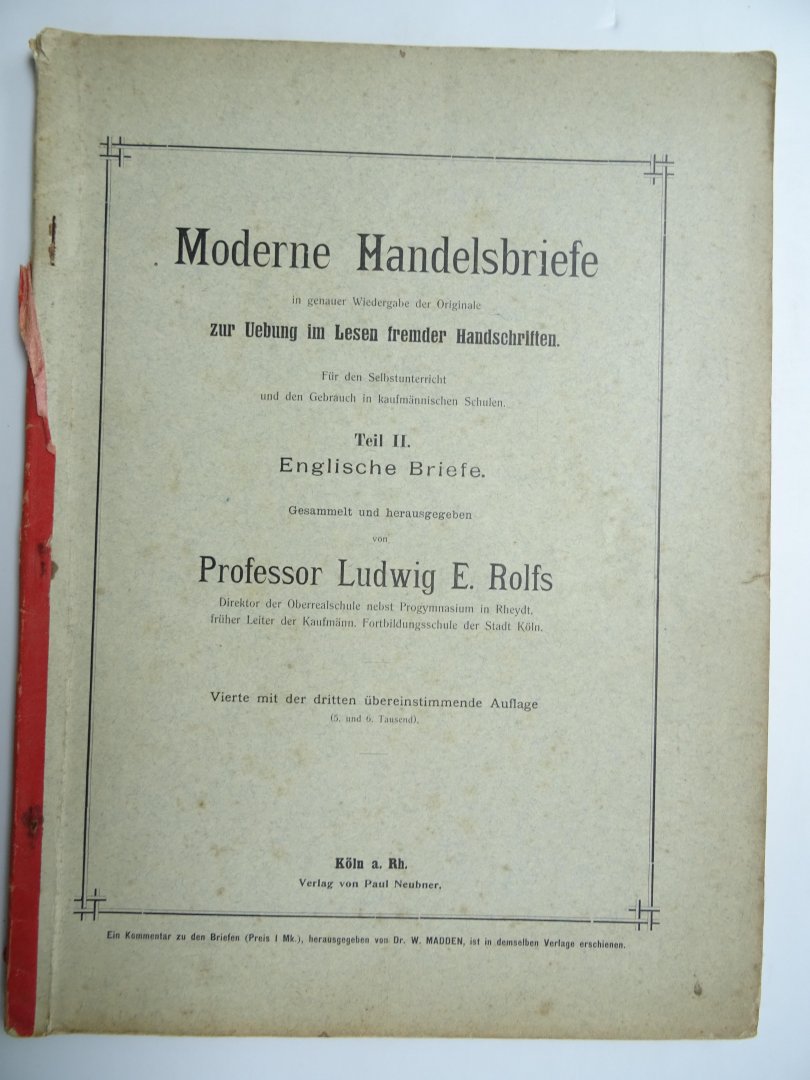 Moderne Handelsbriefe
in genauer Wiedergabe der Originale
zur Uebung im Lesen fremder Handschriften.
Für den Selbstunterricht
und den Gebrauch in kaufmännischen Schulen.
Teil II.
Englische Briefe.
Gesammelt und herausgegeben
von
Professor Ludwig E. Rolfs
Direktor der Oberrealschule nebst Progymnasium in Rheydt,
früher Leiter der Kaufmänn. Fortbildungsschule der Stadt Köln.
Vierte mit der dritten übereinstimmende Auflage
(5. und 6. Tausend).
Köln a. Rh.
Verlag von Paul Neubner.
Ein Kommentar zu den Briefen (Preis 1 Mk.), herausgegeben von Dr. W. MADDEN, ist in demselben Verlage erschienen.